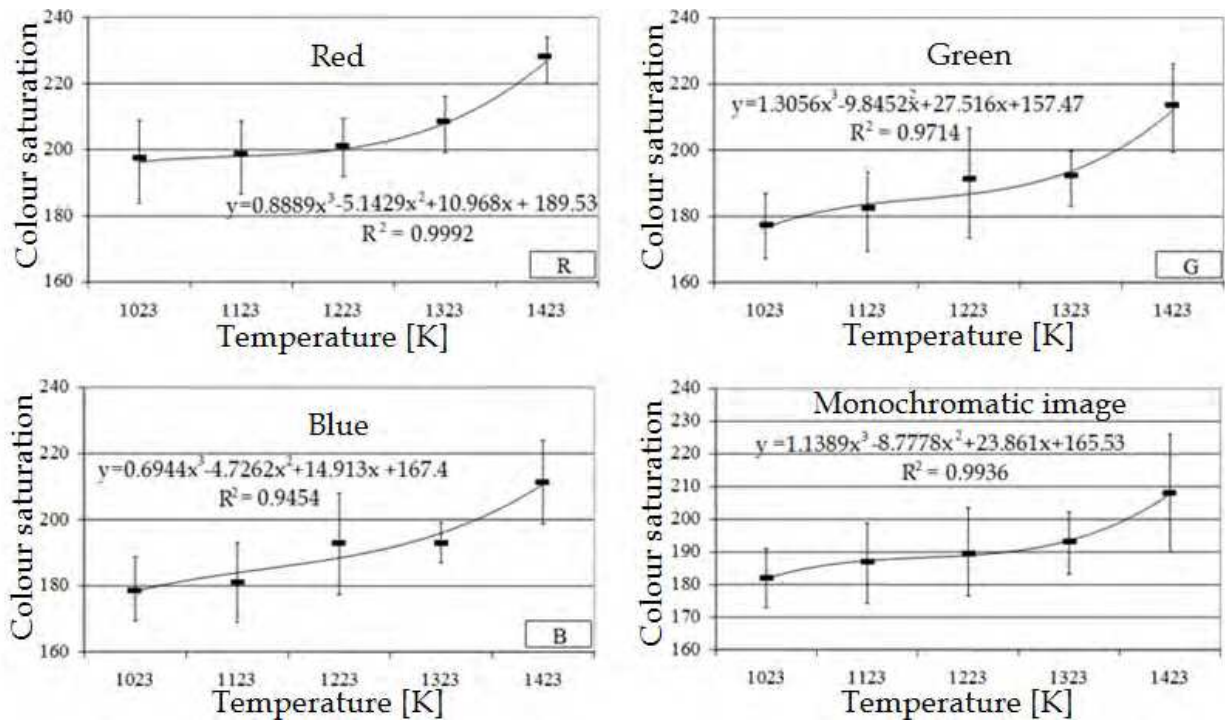 Colour saturation
240
220
200
180
160
Red
y=0.8889x³-5.1429x²+10.968x + 189.53
R² = 0.9992
R
1023 1123 1223 1323 1423
Temperature [K]
Colour saturation
240
220
200
180
160
Green
y=1.3056x³-9.8452x²+27.516x+157.47
R² = 0.9714
G
1023 1123 1223 1323 1423
Temperature [K]
Colour saturation
240
220
200
180
160
Blue
y=0.6944x³-4.7262x²+14.913x +167.4
R² = 0.9454
B
1023 1123 1223 1323 1423
Temperature [K]
Colour saturation
240
230
220
210
200
190
180
170
160
Monochromatic image
y =1.1389x³-8.7778x²+23.861x+165.53
R² = 0.9936
1023 1123 1223 1323 1423
Temperature [K]